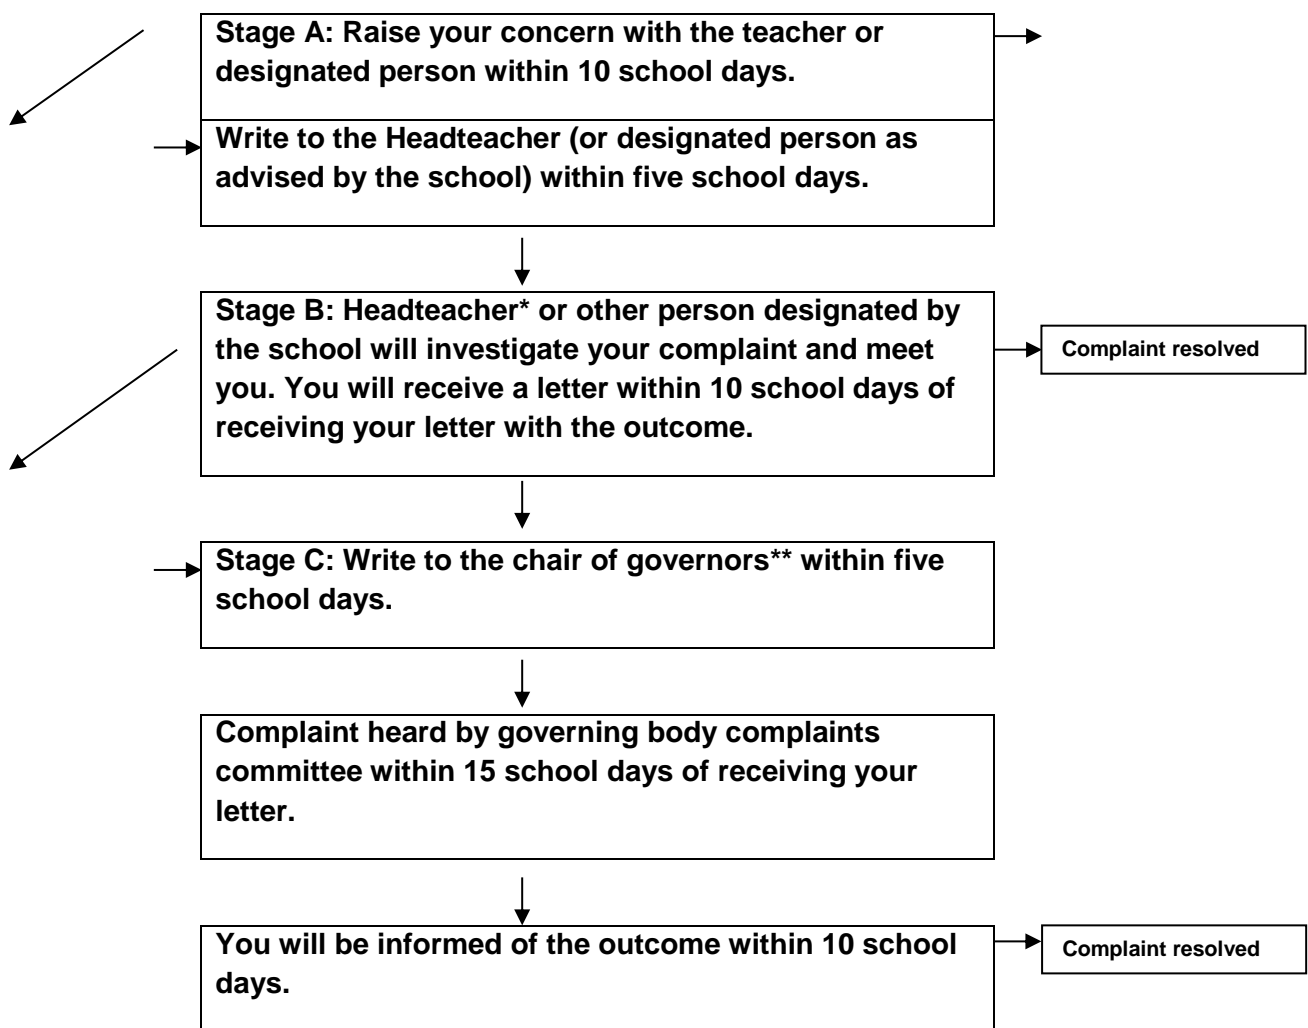 Stage A: Raise your concern with the teacher or
designated person within 10 school days.
Write to the Headteacher (or designated person as
advised by the school) within five school days.
Stage B: Headteacher* or other person designated by
the school will investigate your complaint and meet
you. You will receive a letter within 10 school days of
receiving your letter with the outcome.
Complaint resolved
Stage C: Write to the chair of governors** within five
school days.
Complaint heard by governing body complaints
committee within 15 school days of receiving your
letter.
You will be informed of the outcome within 10 school
days.
Complaint resolved